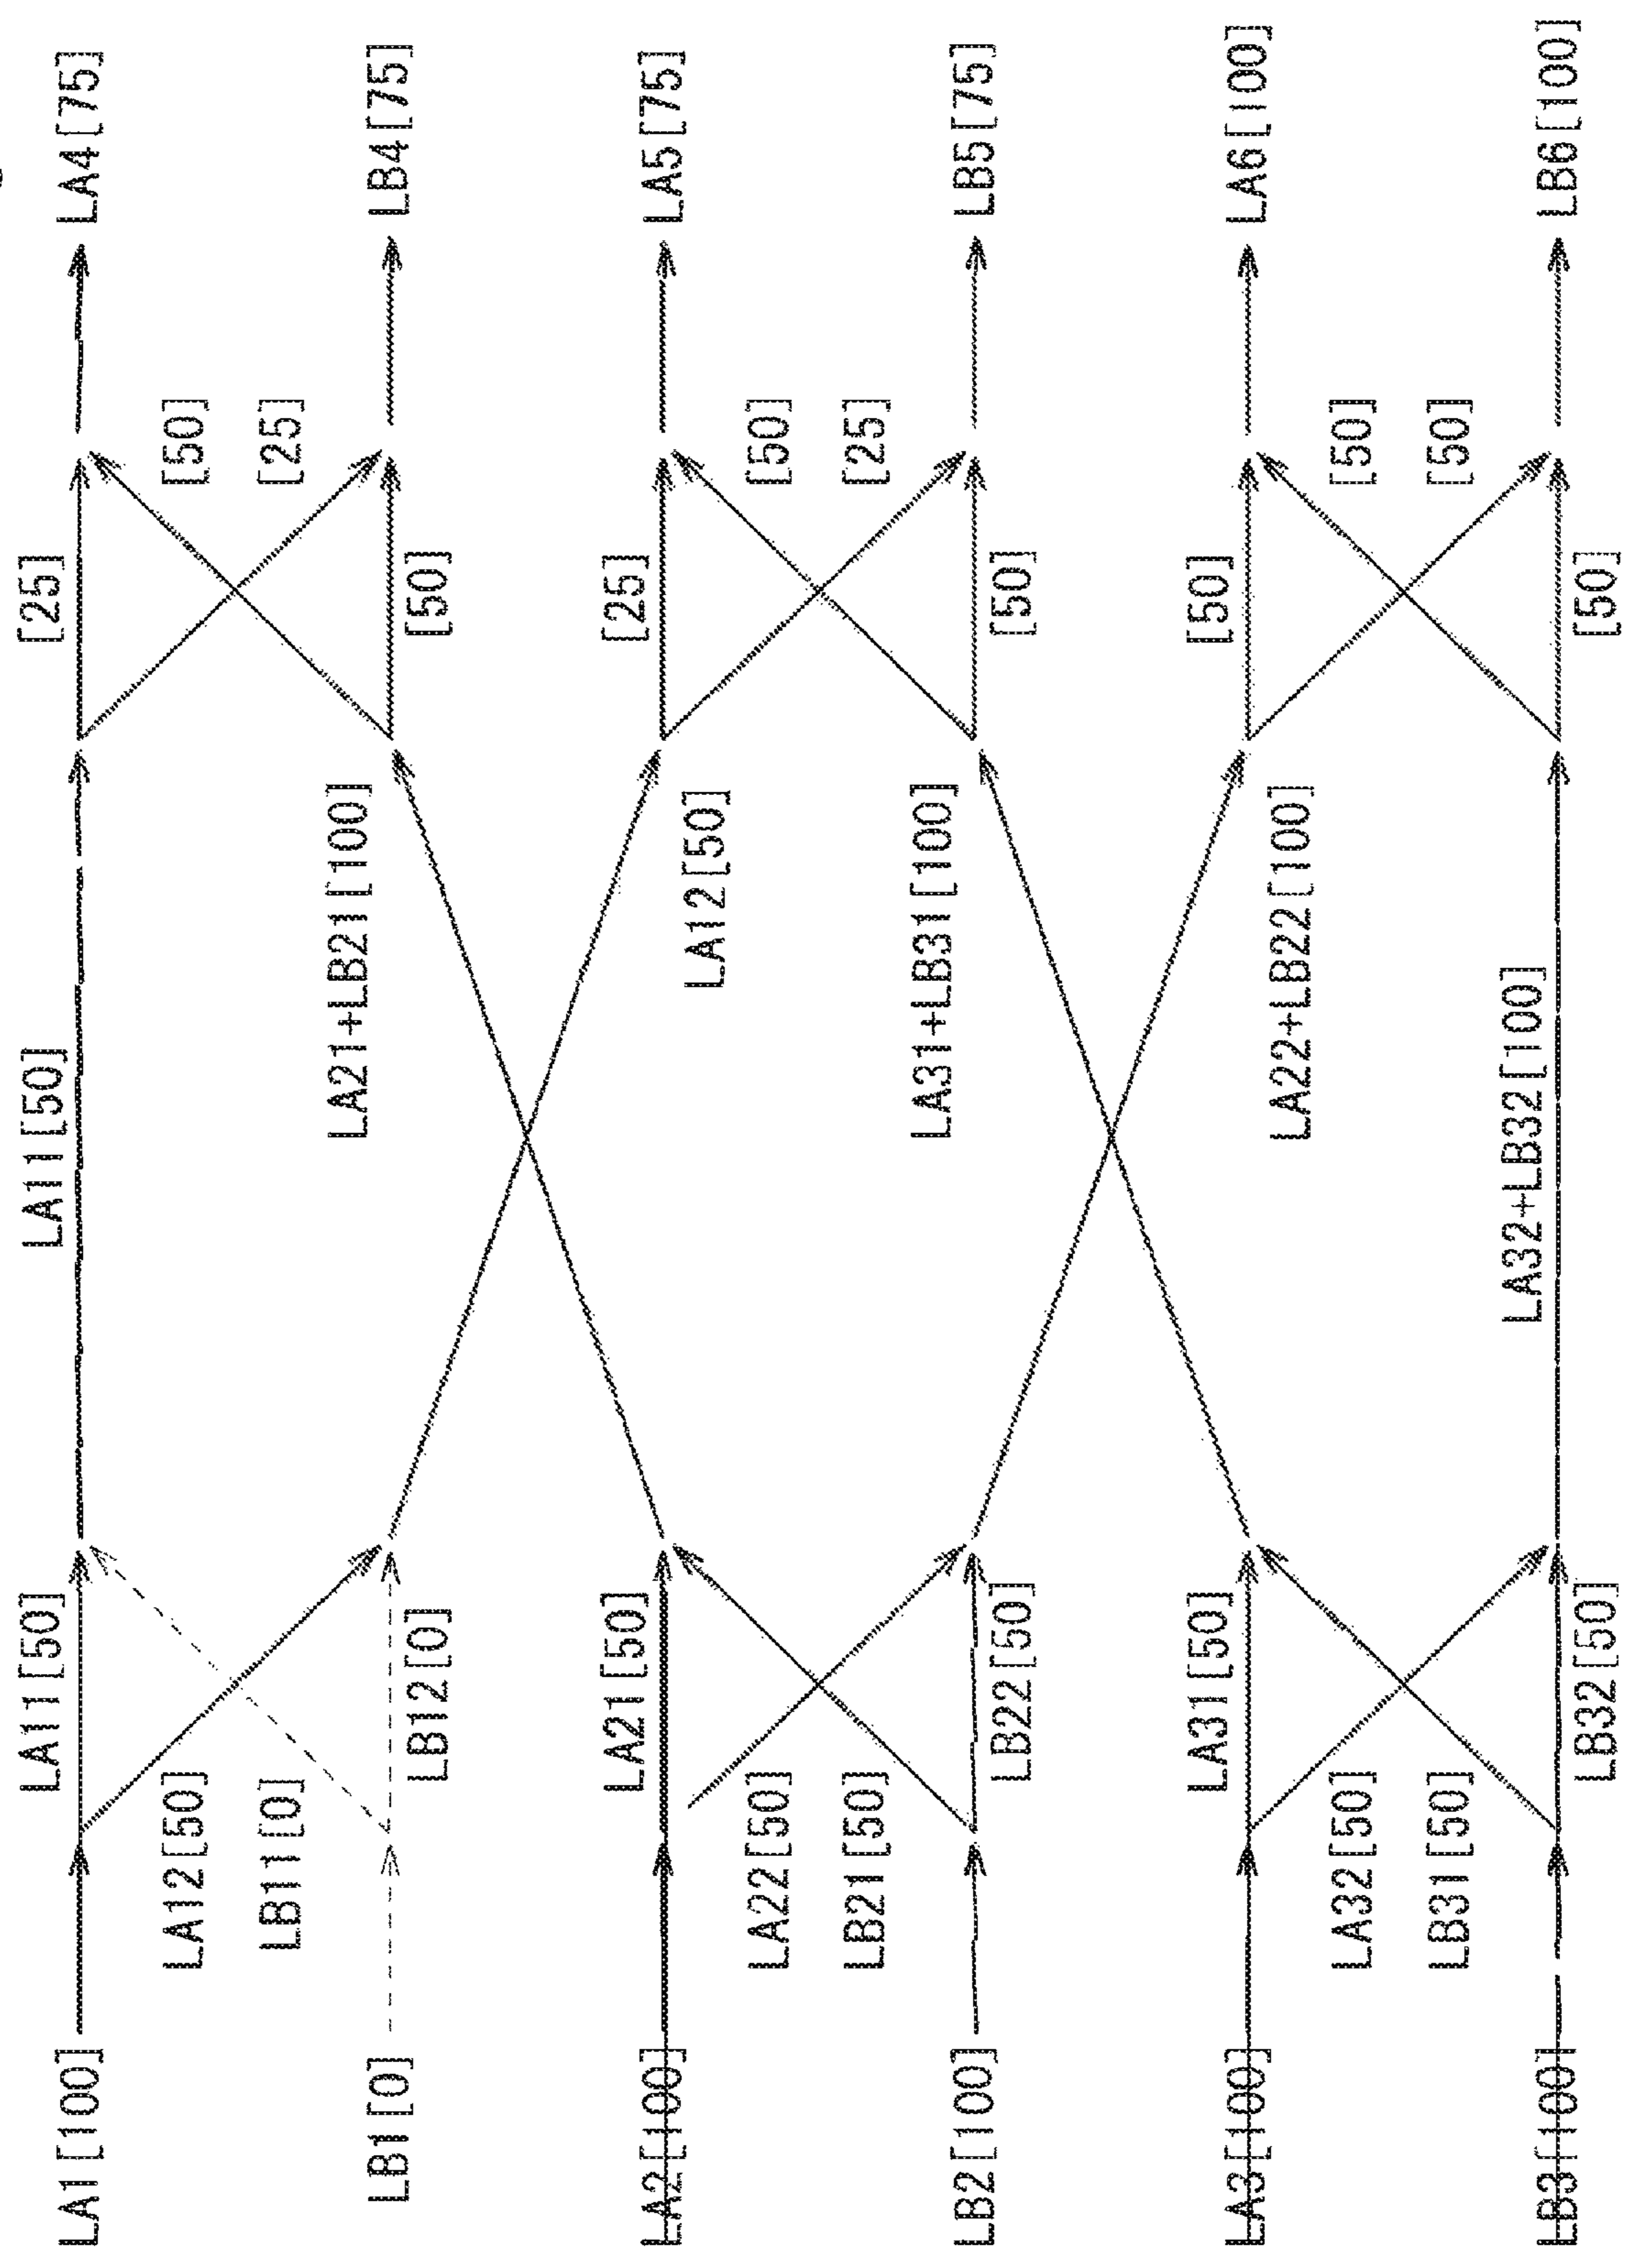 LA1[100]
LA11[50]
LA11[50]
[25]
LA4[75]
LA12[50]
LB11[0]
[50]
[25]
LB1[0]
LB12[0]
LA21+LB21[100]
[50]
LB4[75]
LA2[100]
LA21[50]
LA12[50]
[25]
LA5[75]
LA22[50]
LB21[50]
[50]
[25]
LB2[100]
LB22[50]
LA31+LB31[100]
[50]
LB5[75]
LA3[100]
LA31[50]
LA22+LB22[100]
[50]
LA6[100]
LA32[50]
LB31[50]
[50]
[50]
LB3[100]
LB32[50]
LA32+LB32[100]
[50]
LB6[100]